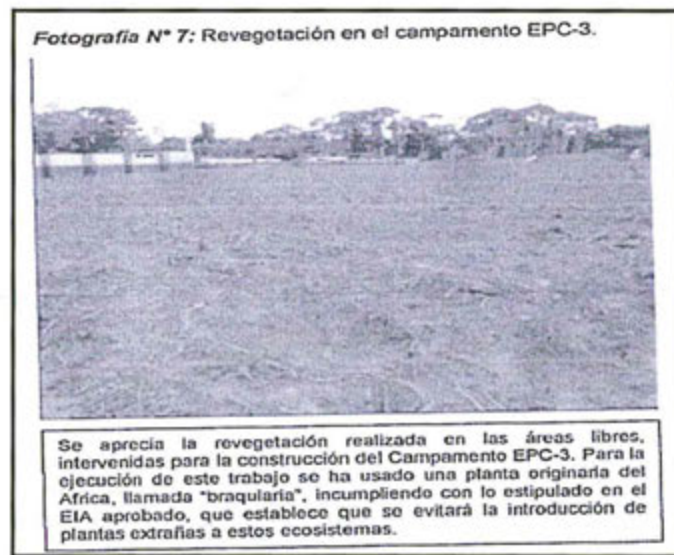 Fotografía N° 7: Revegetación en el campamento EPC-3.
Se aprecia la revegetación realizada en las áreas libres,
intervenidas para la construcción del Campamento EPC-3. Para la
ejecución de este trabajo se ha usado una planta originaria del
Africa, llamada "braqularia", incumpliendo con lo estipulado en el
EIA aprobado, que establece que se evitará la introducción de
plantas extrañas a estos ecosistemas.